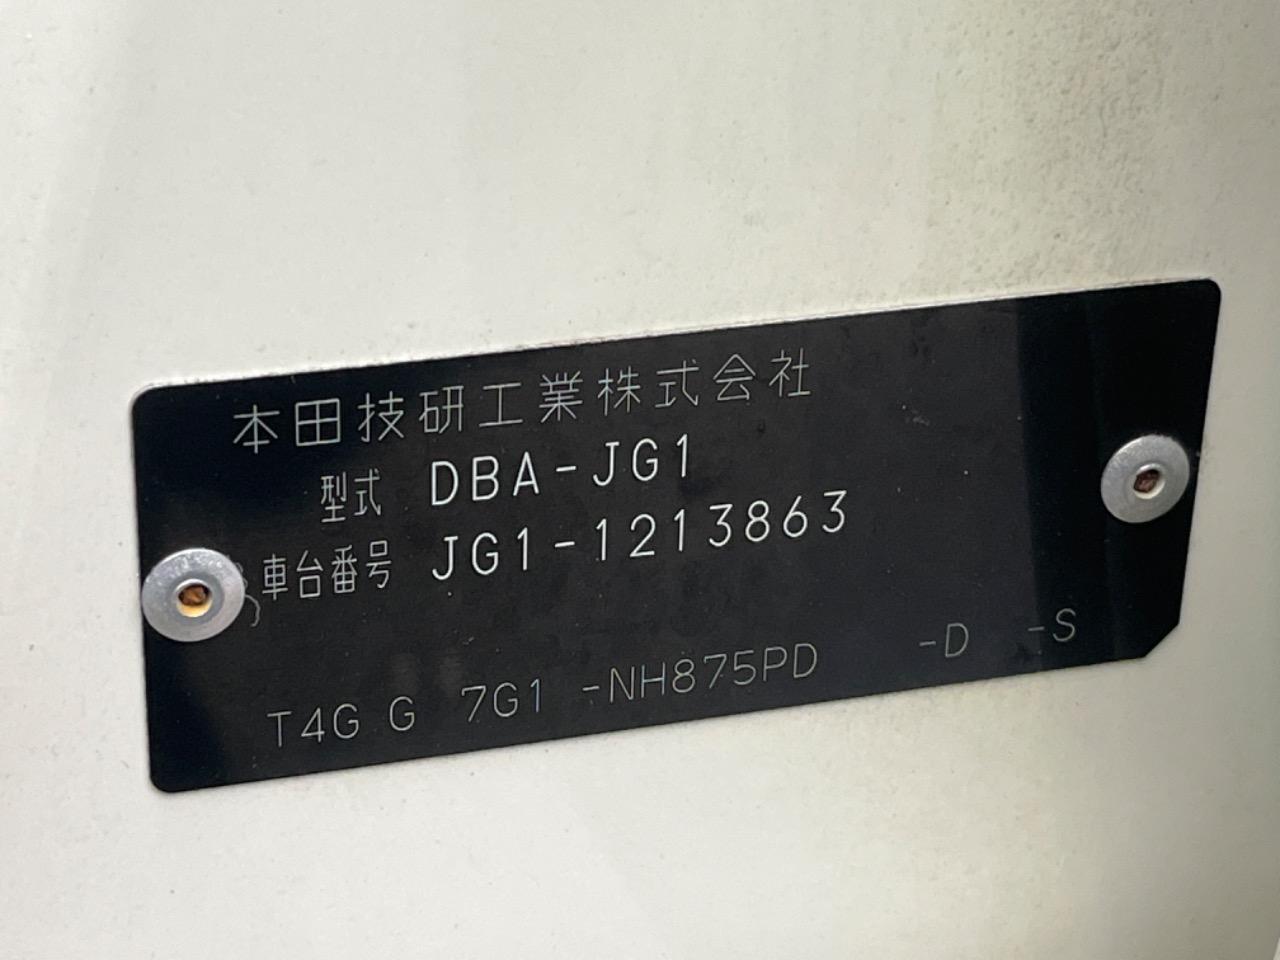 本田技研工業株式会社
型式 DBA-JG1
車台番号 JG1-1213863
T4G G 7G1 -NH875PD -D -S